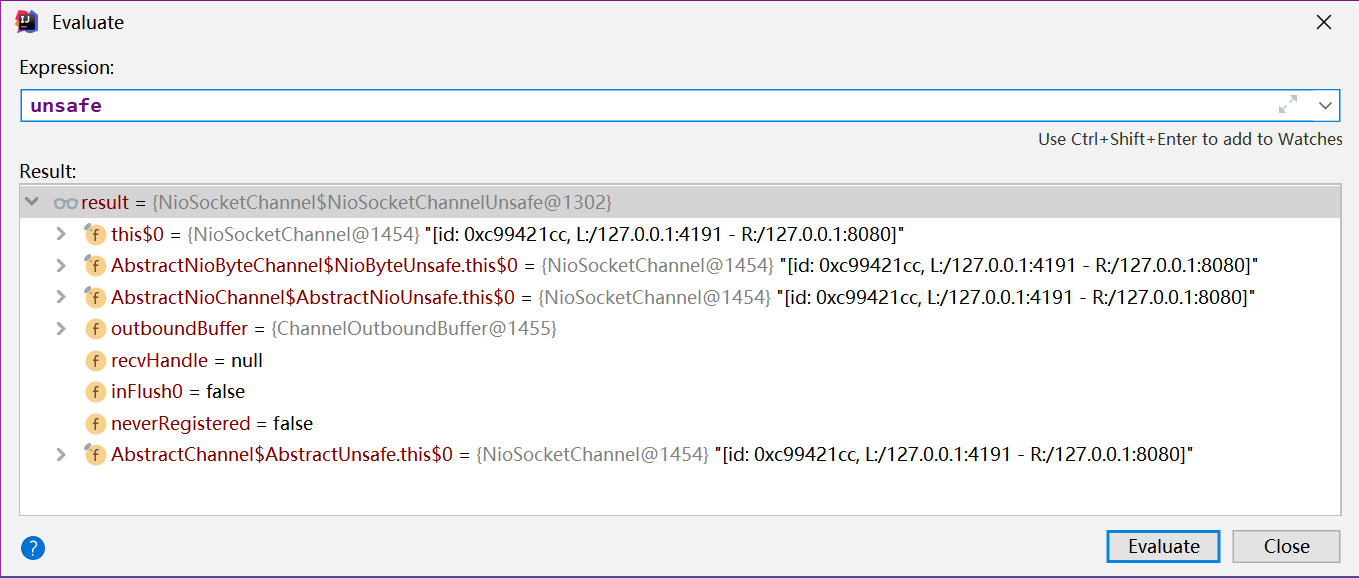 Evaluate
Expression:
unsafe
Use Ctrl+Shift+Enter to add to Watches
Result:
result = {NioSocketChannel$NioSocketChannelUnsafe@1302}
this$0 = {NioSocketChannel@1454} "[id: 0xc99421cc, L:/127.0.0.1:4191 - R:/127.0.0.1:8080]"
AbstractNioByteChannel$NioByteUnsafe.this$0 = {NioSocketChannel@1454} "[id: 0xc99421cc, L:/127.0.0.1:4191 - R:/127.0.0.1:8080]"
AbstractNioChannel$AbstractNioUnsafe.this$0 = {NioSocketChannel@1454} "[id: 0xc99421cc, L:/127.0.0.1:4191 - R:/127.0.0.1:8080]"
outboundBuffer = {ChannelOutboundBuffer@1455}
recvHandle = null
inFlush0 = false
neverRegistered = false
AbstractChannel$AbstractUnsafe.this$0 = {NioSocketChannel@1454} "[id: 0xc99421cc, L:/127.0.0.1:4191 - R:/127.0.0.1:8080]"
Evaluate Close